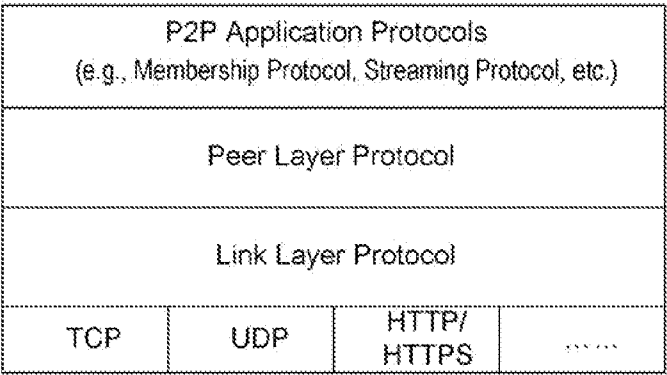 P2P Application Protocols
(e.g., Membership Protocol, Streaming Protocol, etc.)
Peer Layer Protocol
Link Layer Protocol
TCP
UDP
HTTP/
HTTPS
......